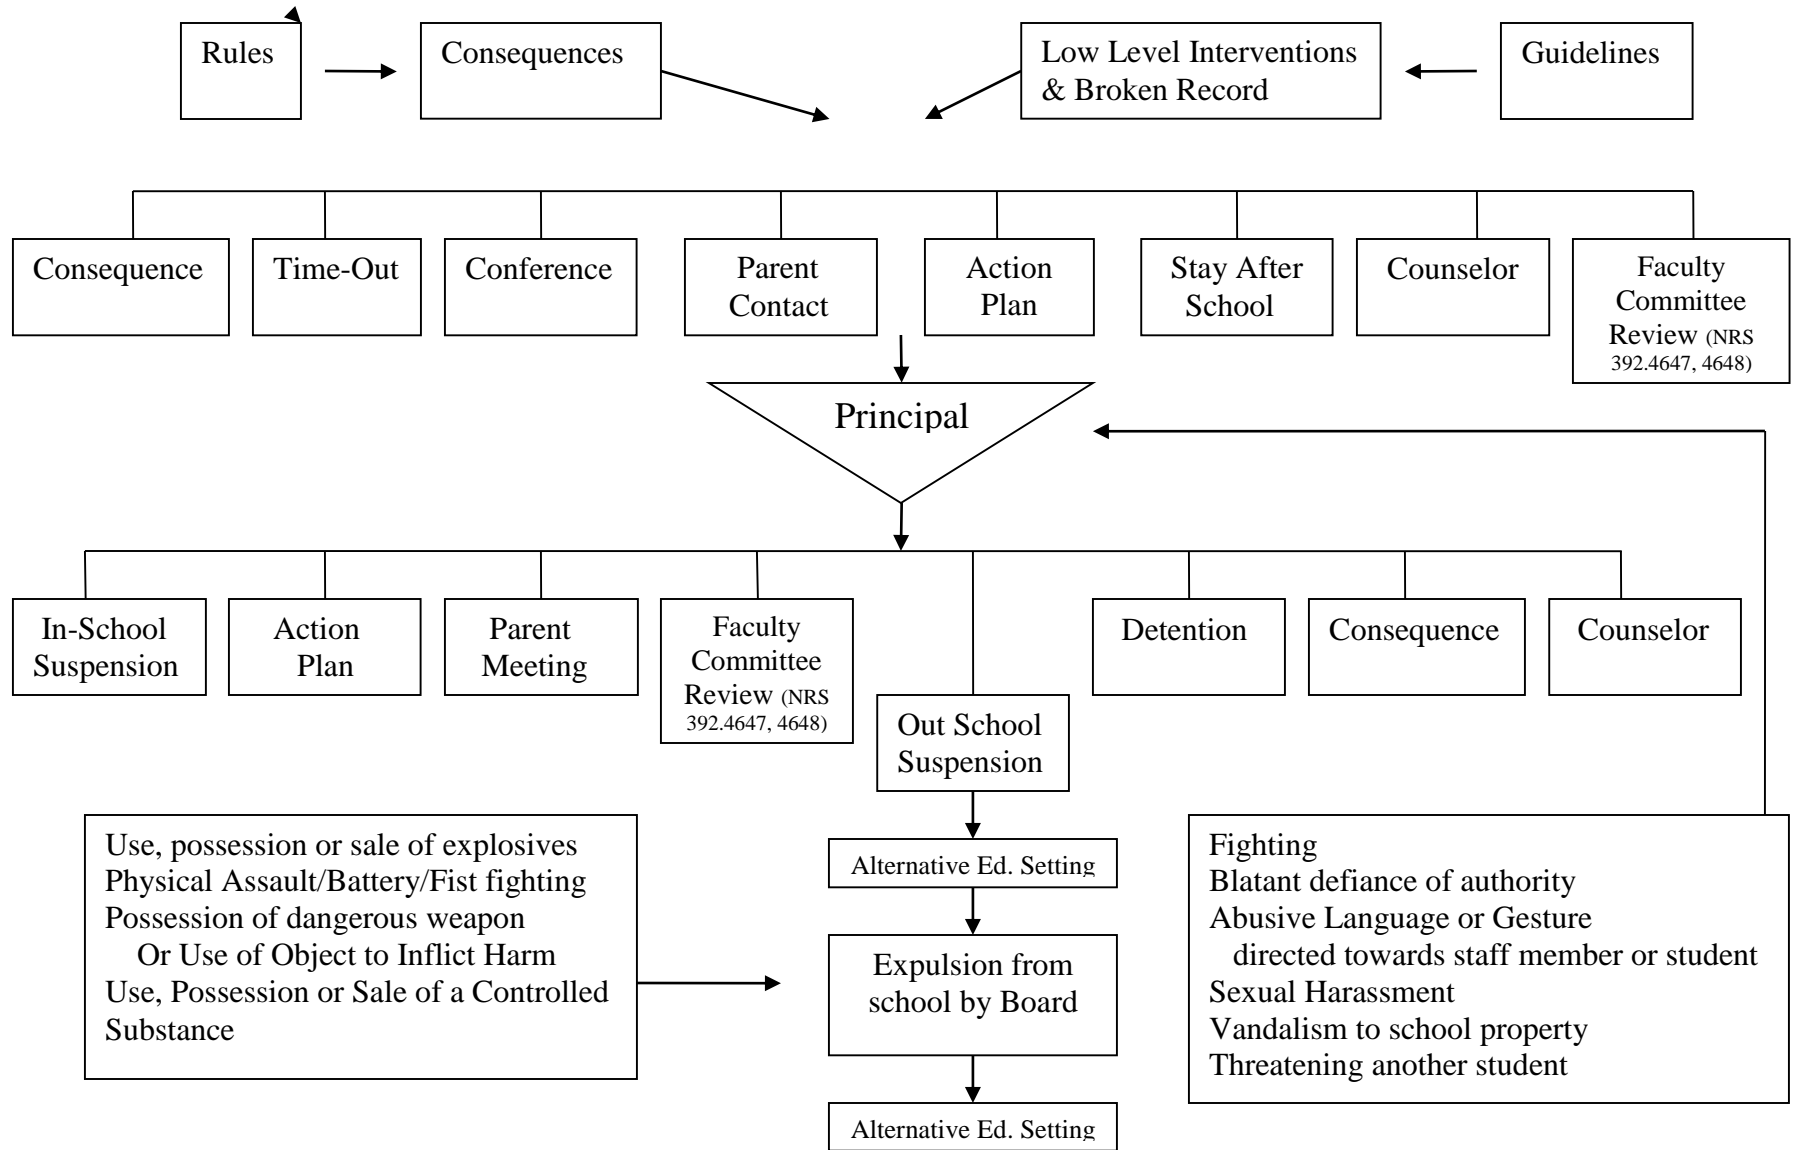 Rules
Consequences
Low Level Interventions
& Broken Record
Guidelines
Consequence
Time-Out
Conference
Parent
Contact
Action
Plan
Stay After
School
Counselor
Faculty
Committee
Review (NRS
392.4647, 4648)
Principal
In-School
Suspension
Action
Plan
Parent
Meeting
Faculty
Committee
Review (NRS
392.4647, 4648)
Out School
Suspension
Detention
Consequence
Counselor
Use, possession or sale of explosives
Physical Assault/Battery/Fist fighting
Possession of dangerous weapon
Or Use of Object to Inflict Harm
Use, Possession or Sale of a Controlled
Substance
Alternative Ed. Setting
Expulsion from
school by Board
Alternative Ed. Setting
Fighting
Blatant defiance of authority
Abusive Language or Gesture
directed towards staff member or student
Sexual Harassment
Vandalism to school property
Threatening another student